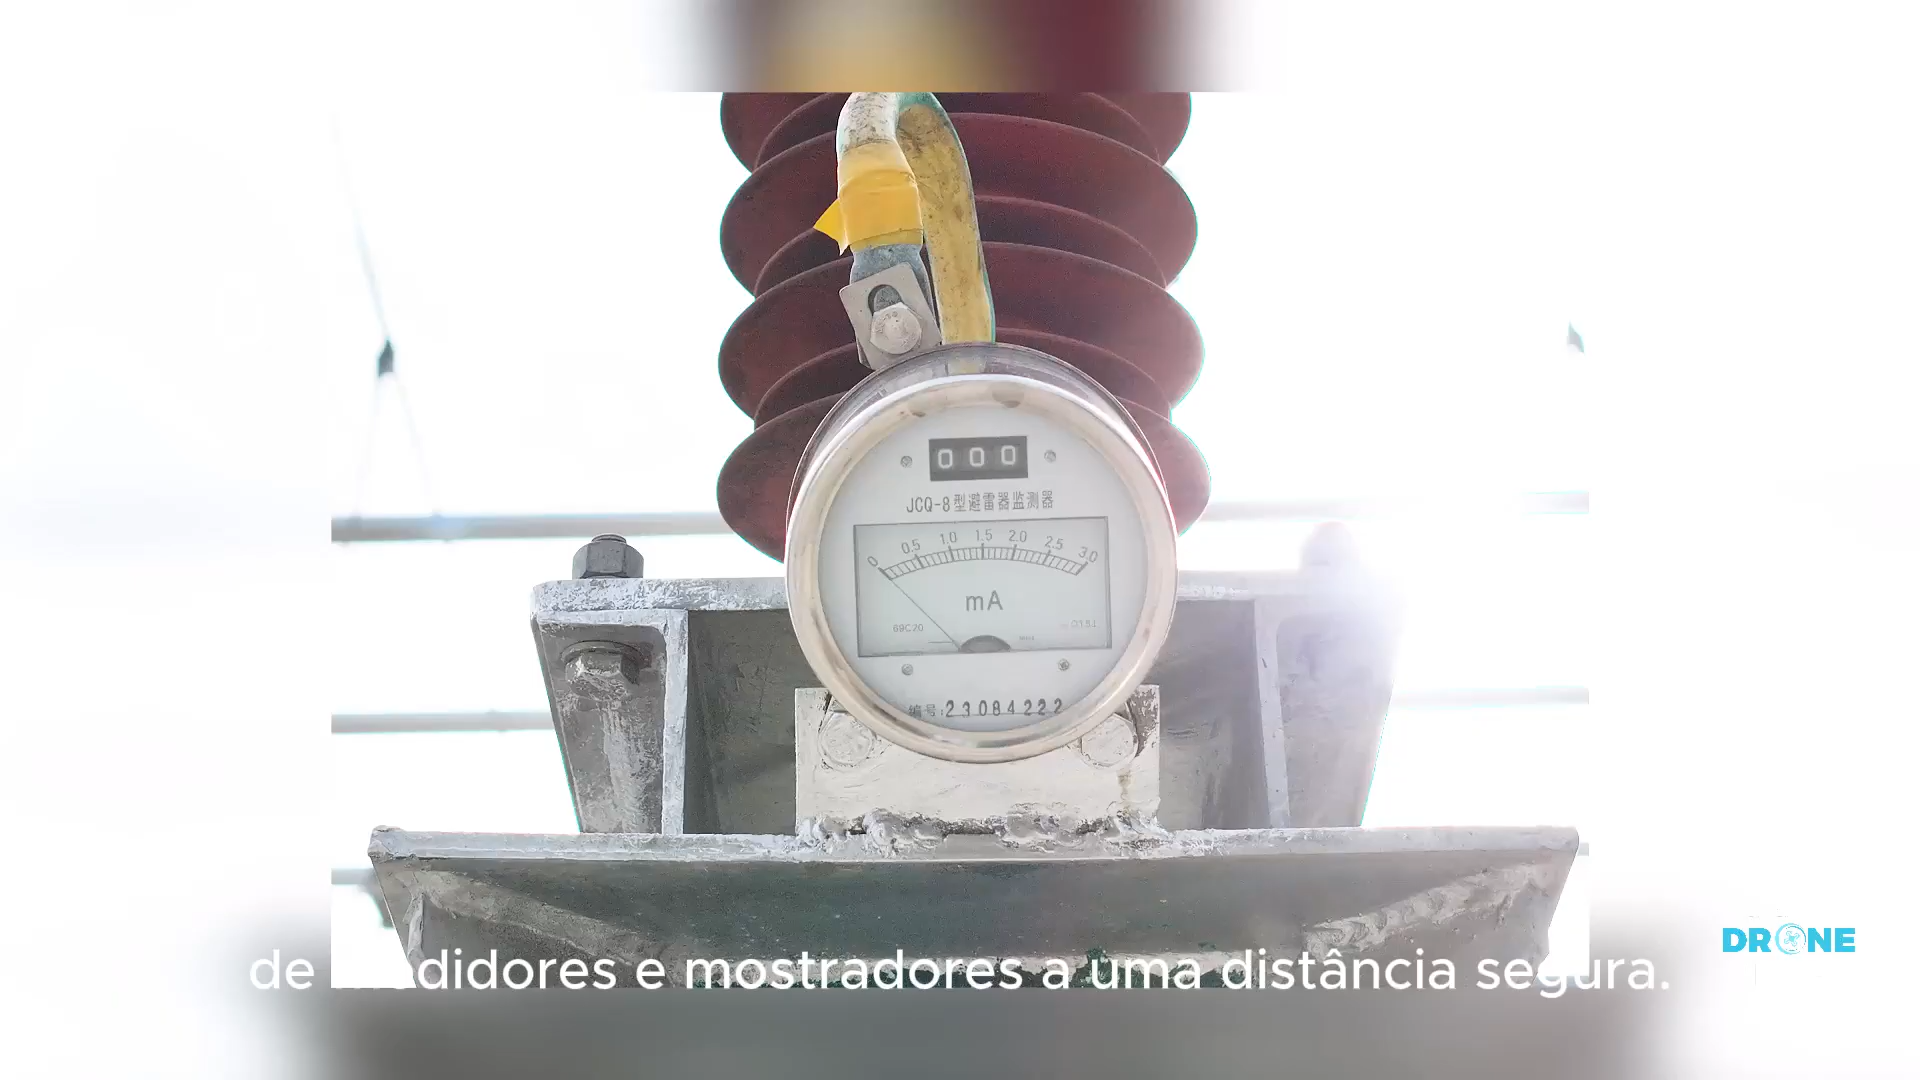 000
JCQ-8型避雷器监测器
0 0.5 1.0 1.5 2.0 2.5 3.0
mA
69C20
编号:23084222
DRONE
de medidores e mostradores a uma distância segura.